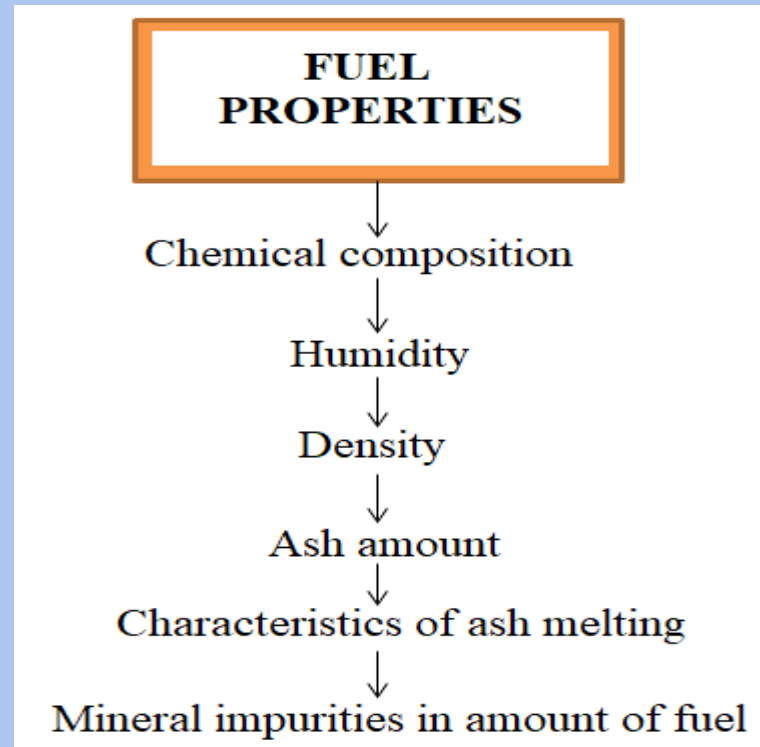 FUEL
PROPERTIES
Chemical composition
Humidity
Density
Ash amount
Characteristics of ash melting
Mineral impurities in amount of fuel